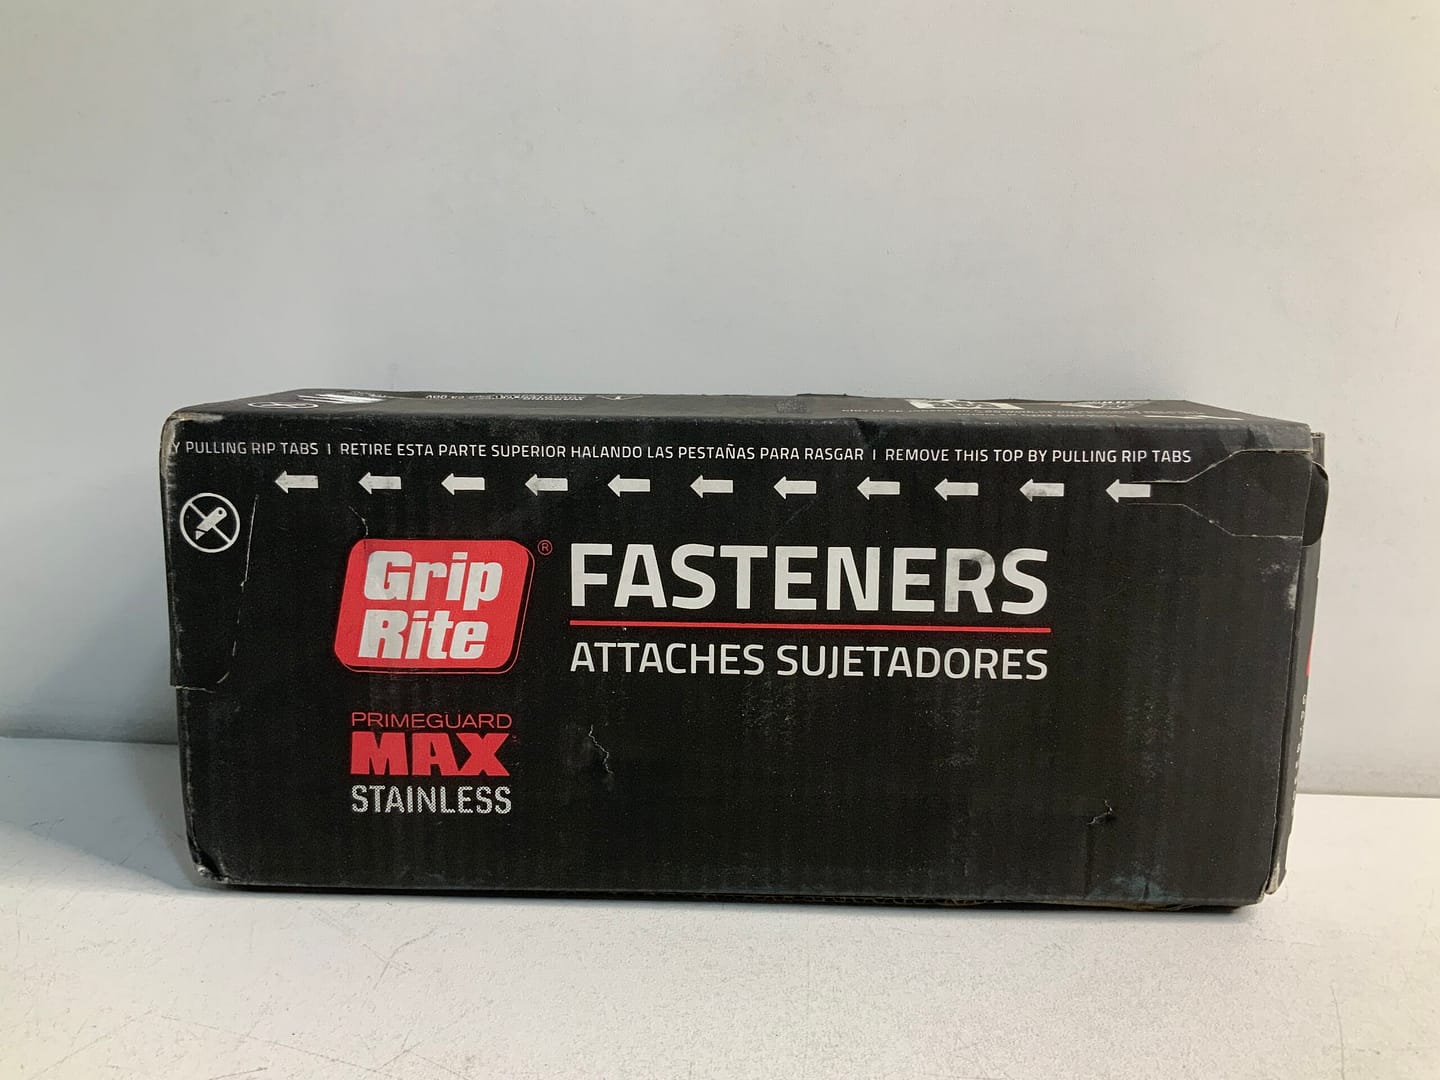 Y PULLING RIP TABS | RETIRE ESTA PARTE SUPERIOR HALANDO LAS PESTAÑAS PARA RASGAR | REMOVE THIS TOP BY PULLING RIP TABS
Grip
Rite
®
FASTENERS
ATTACHES SUJETADORES
PRIMEGUARD
MAX
STAINLESS